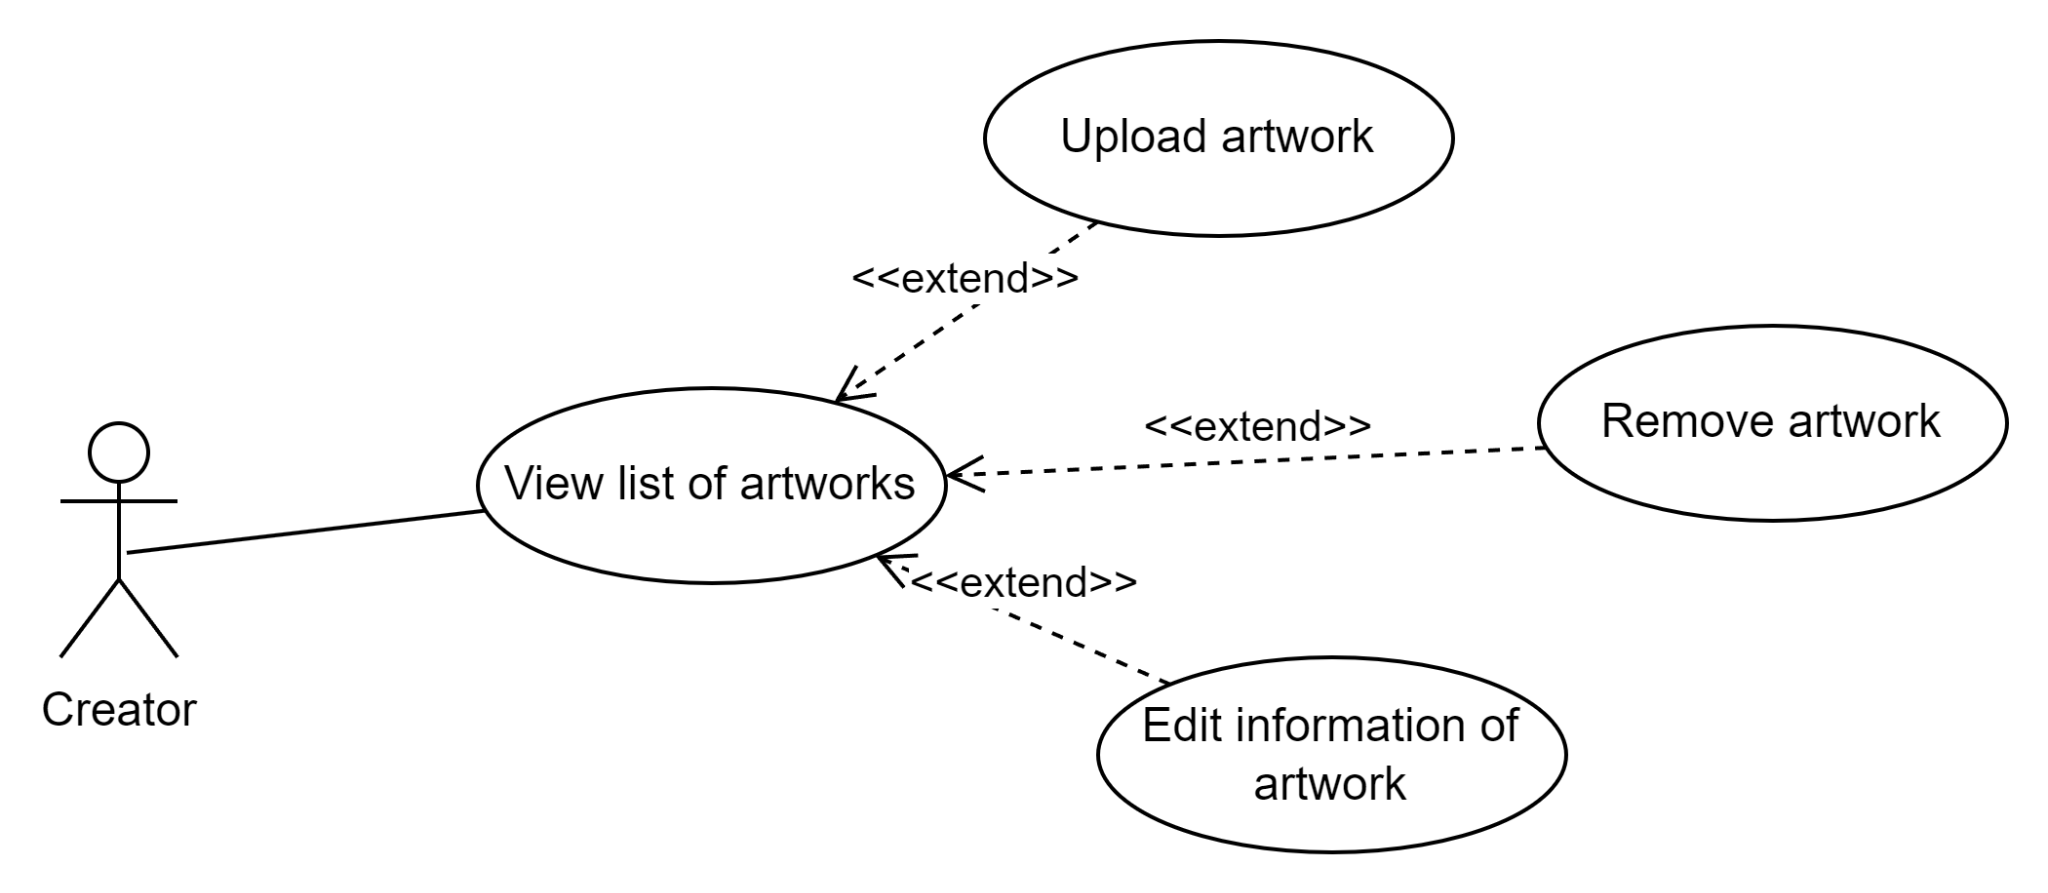 Upload artwork
<<extend>>
Remove artwork
<<extend>>
View list of artworks
<<extend>>
Creator
Edit information of
artwork